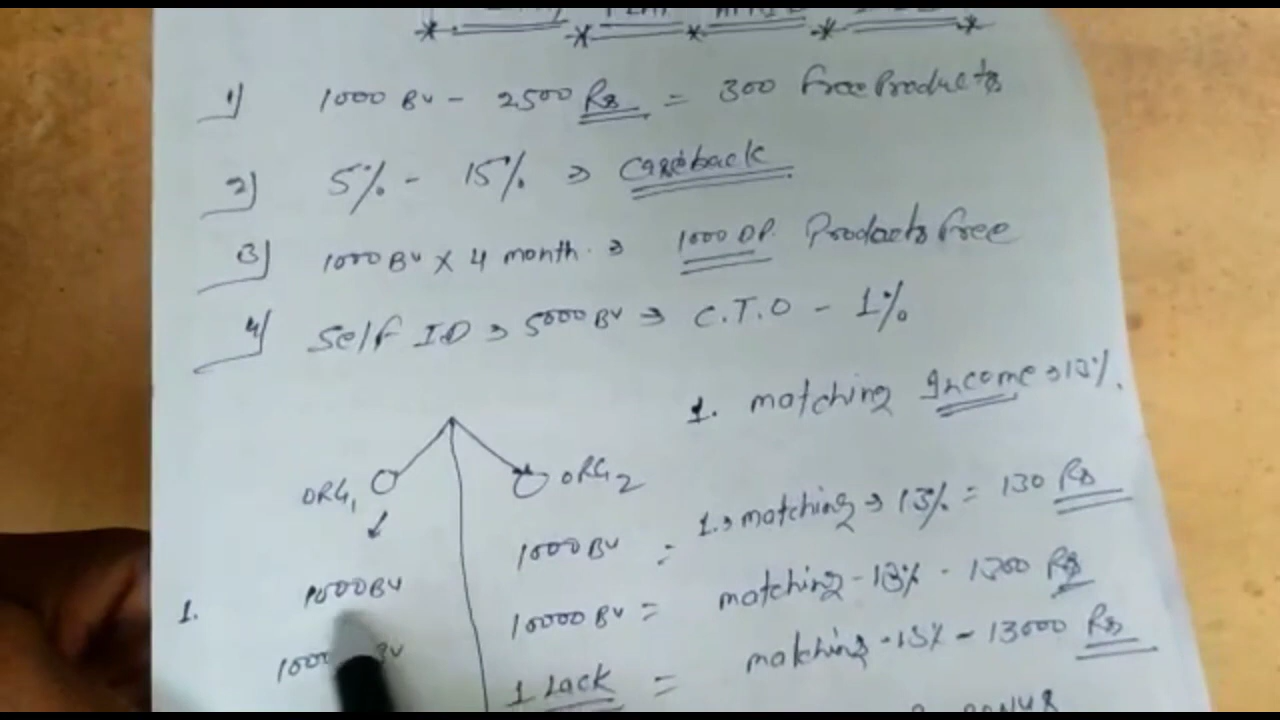 1) 1000 BV - 2500 Rs = 300 Free Products
2) 5% - 15% ⇒ Caseback
3) 1000 BV X 4 month. ⇒ 1000 DP. Products Free
4) Self ID ⇒ 5000 BV ⇒ C.T.O - 1%
1. matching Income ⇒ 13%.
ORG1 ORG2
1000 BV = 1.⇒ matching ⇒ 13% = 130 Rs
1. 1000 BV
10000 BV = matching - 13% - 1300 Rs
1000 BV
1 Lack = matching - 13% - 13000 Rs